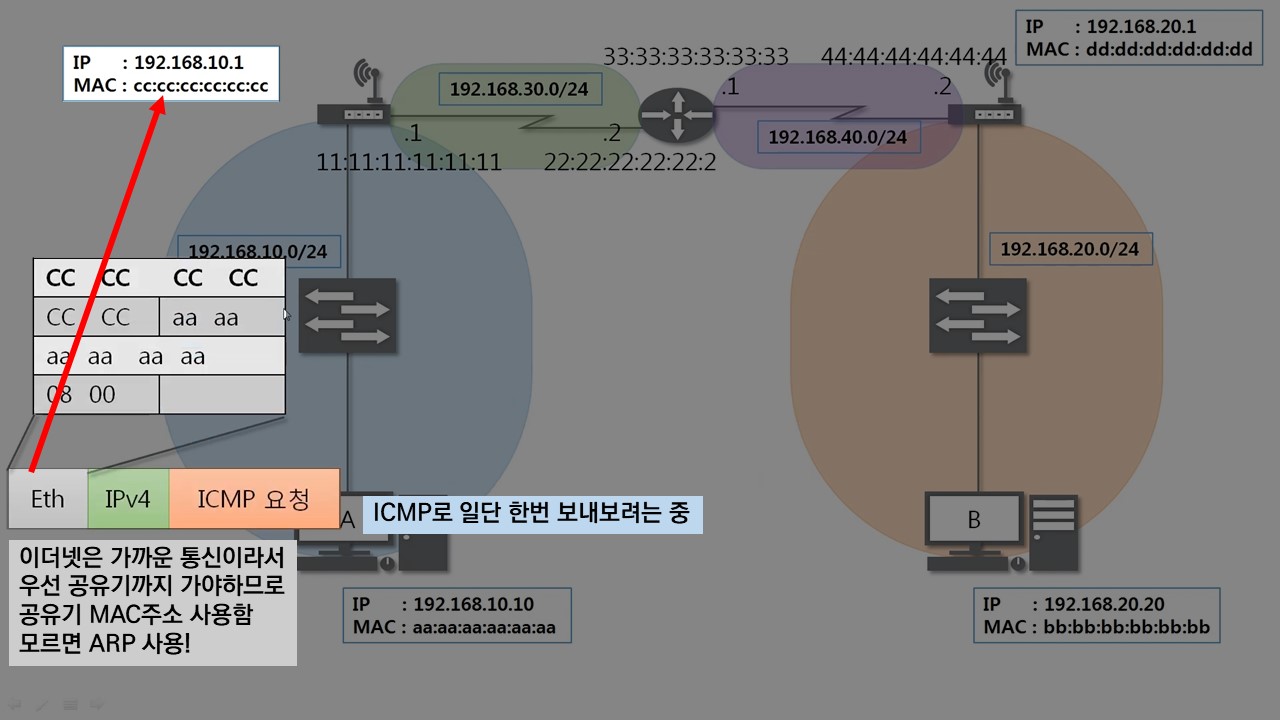 IP : 192.168.10.1
MAC : cc:cc:cc:cc:cc:cc
IP : 192.168.20.1
MAC : dd:dd:dd:dd:dd:dd
33:33:33:33:33:33
44:44:44:44:44:44
192.168.30.0/24
.1
.2
192.168.40.0/24
.1
.2
11:11:11:11:11:11
22:22:22:22:22:2
192.168.10.0/24
192.168.20.0/24
CC CC CC CC
CC CC aa aa
aa aa aa aa
08 00
Eth IPv4 ICMP 요청
A
ICMP로 일단 한번 보내보려는 중
B
이더넷은 가까운 통신이라서
우선 공유기까지 가야하므로
공유기 MAC주소 사용함
모르면 ARP 사용!
IP : 192.168.10.10
MAC : aa:aa:aa:aa:aa:aa
IP : 192.168.20.20
MAC : bb:bb:bb:bb:bb:bb